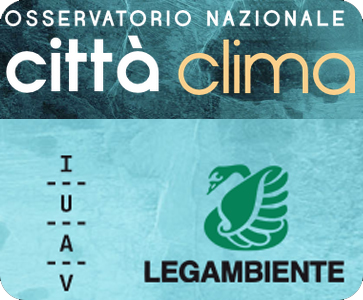 OSSERVATORIO NAZIONALE
città clima
I
U
A
V
LEGAMBIENTE